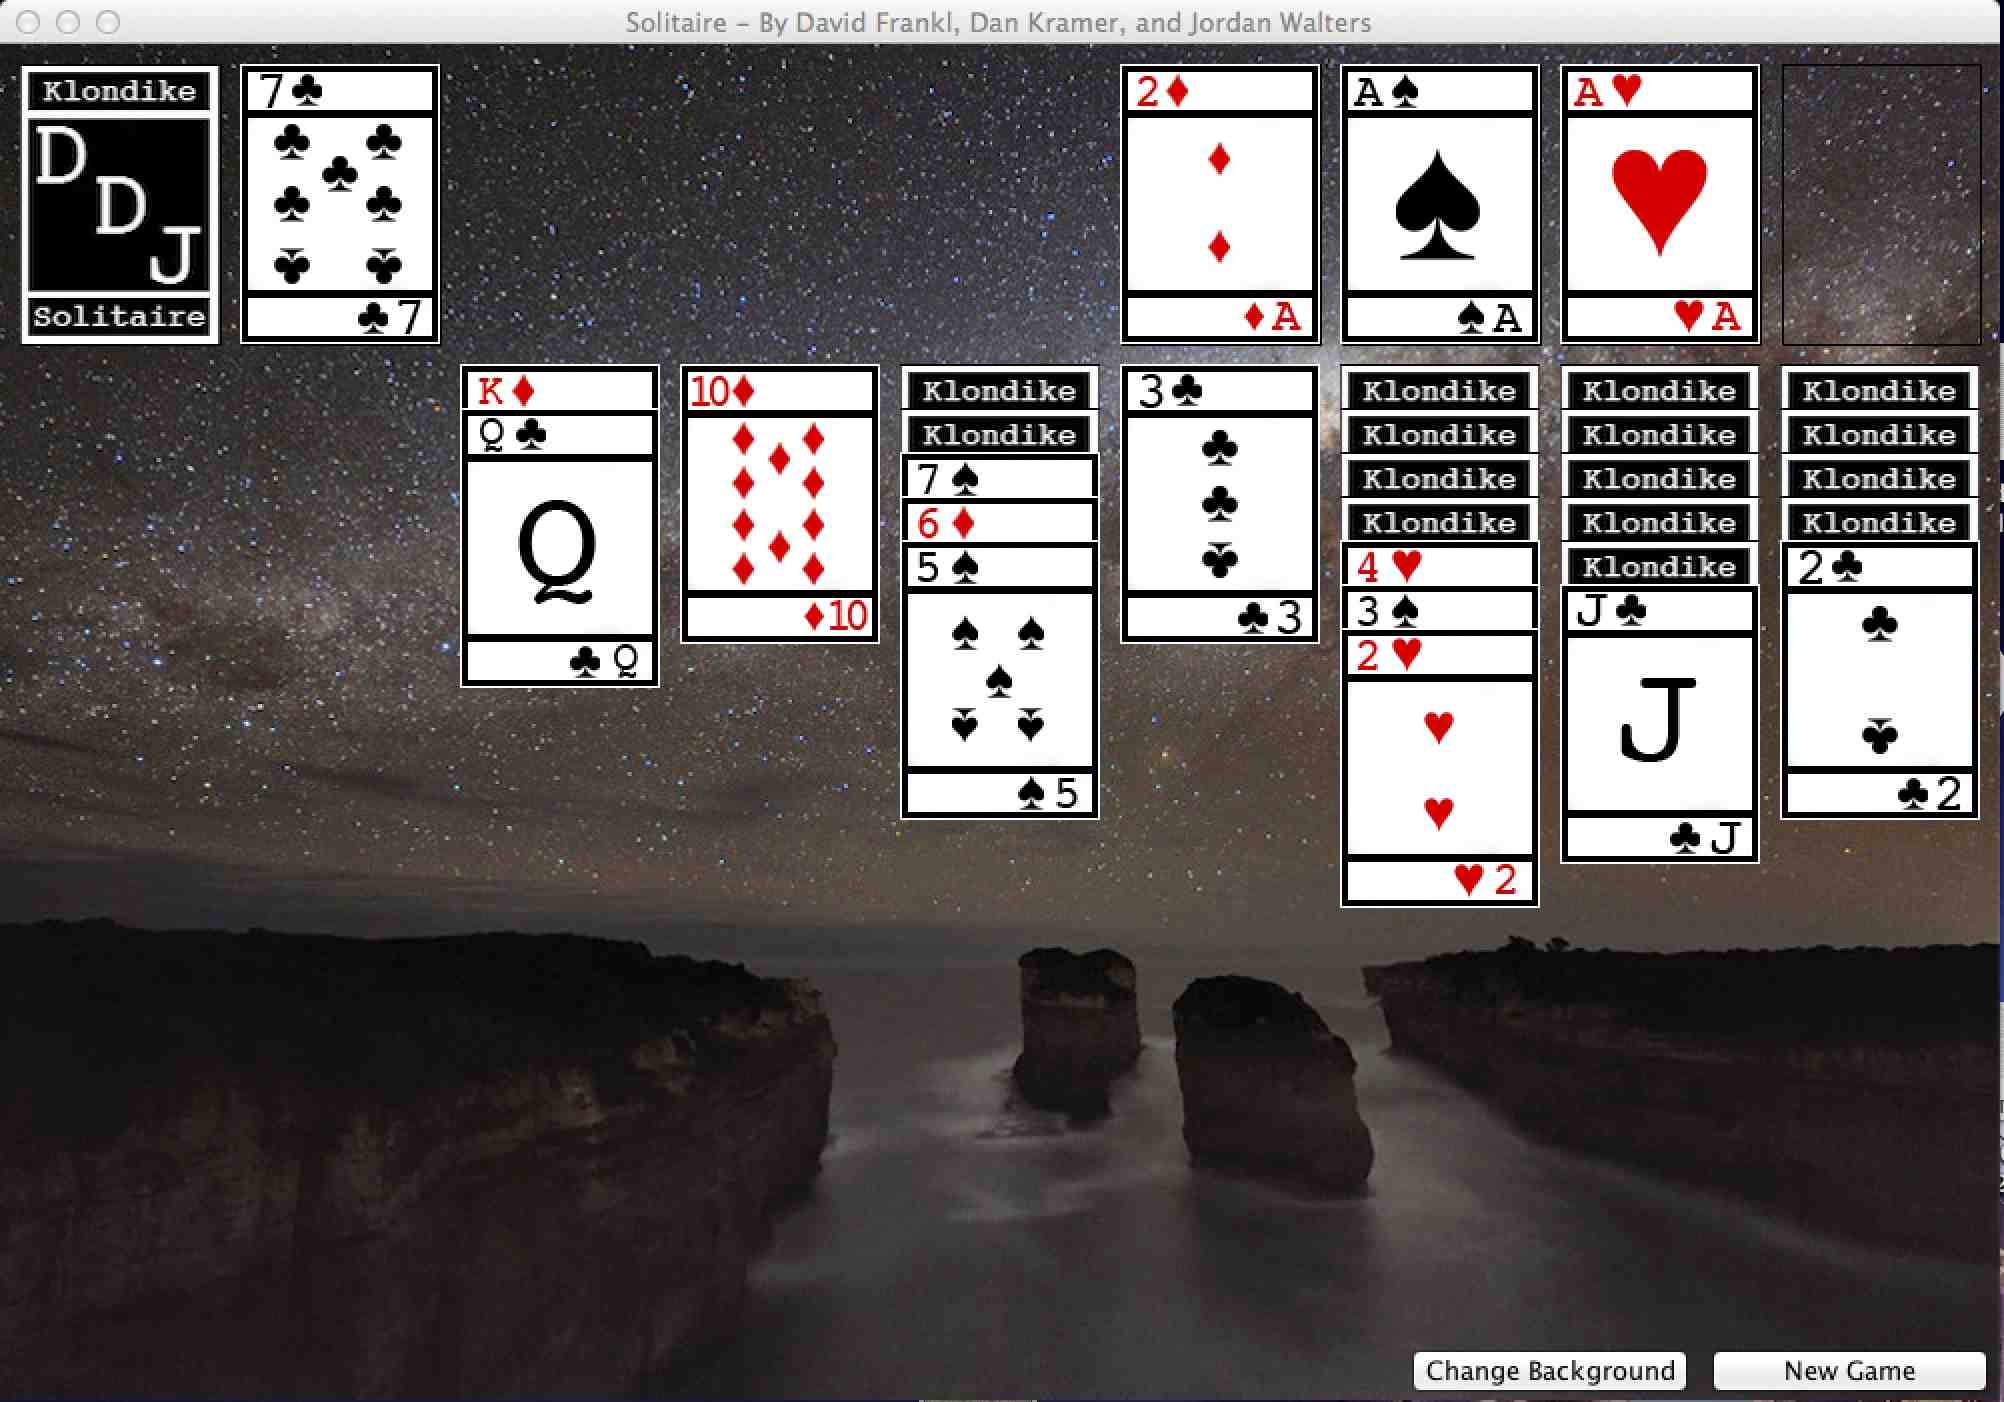 Solitaire – By David Frankl, Dan Kramer, and Jordan Walters
Klondike
D
D
J
Solitaire
7♣
♣7
2♦
♦A
A♠
♠A
A♥
♥A
K♦
Q♣
Q
♣Q
10♦
♦10
Klondike
Klondike
7♠
6♦
5♠
♠5
3♣
♣3
Klondike
Klondike
Klondike
Klondike
4♥
3♠
2♥
♥2
Klondike
Klondike
Klondike
Klondike
Klondike
J♣
J
♣J
Klondike
Klondike
Klondike
Klondike
2♣
♣2
Change Background
New Game